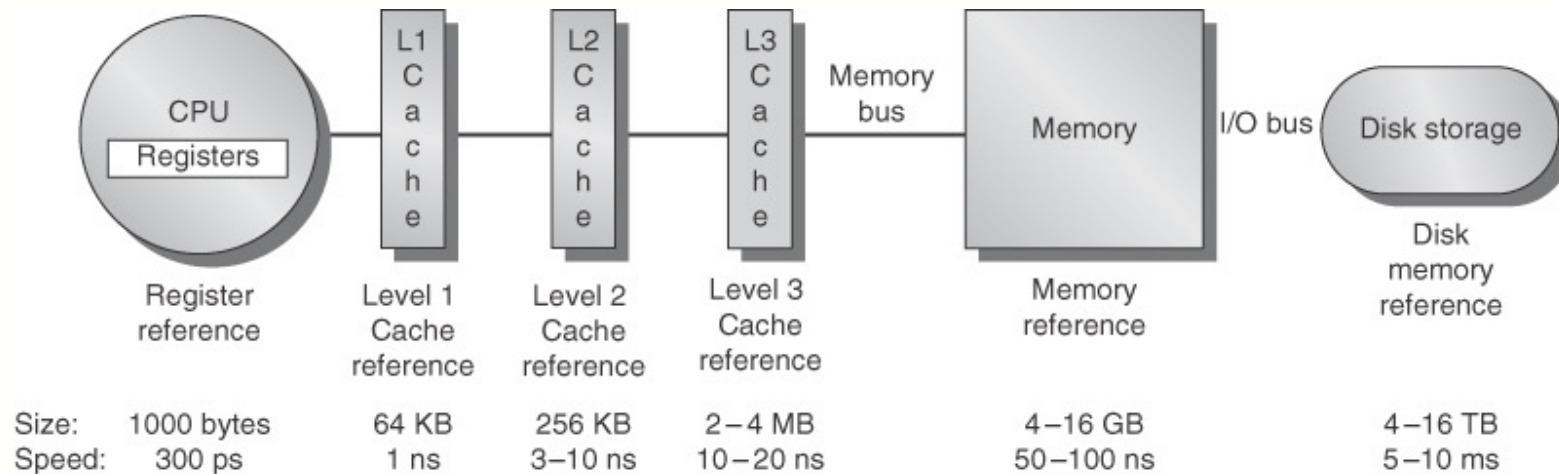 CPU
Registers
L1
C
a
c
h
e
L2
C
a
c
h
e
L3
C
a
c
h
e
Memory
bus
Memory
I/O bus
Disk storage
Register
reference
Level 1
Cache
reference
Level 2
Cache
reference
Level 3
Cache
reference
Memory
reference
Disk
memory
reference
Size: 1000 bytes 64 KB 256 KB 2–4 MB 4–16 GB 4–16 TB
Speed: 300 ps 1 ns 3–10 ns 10–20 ns 50–100 ns 5–10 ms